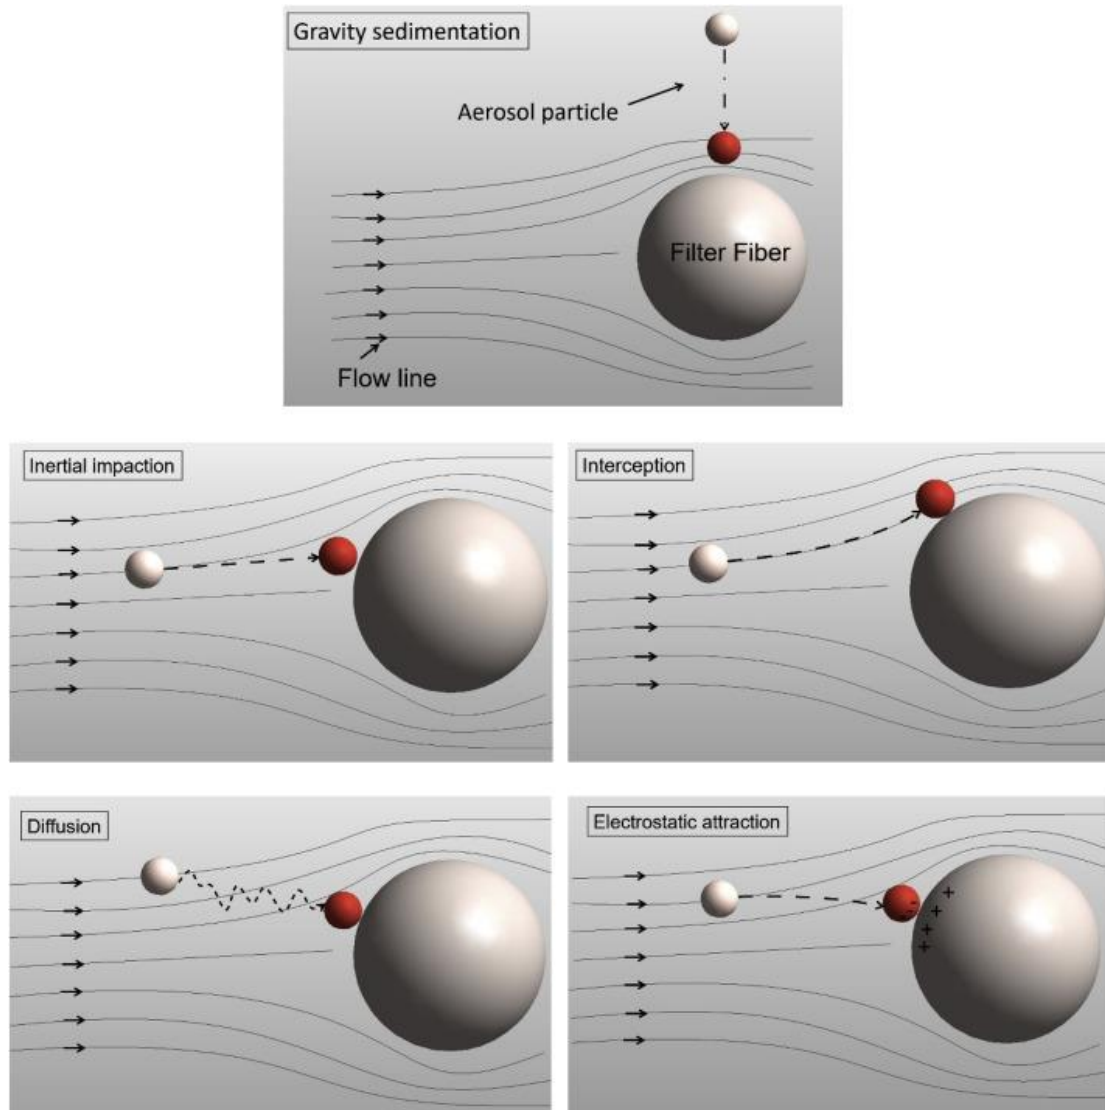 Gravity sedimentation
Aerosol particle
Filter Fiber
Flow line
Inertial impaction
Interception
Diffusion
Electrostatic attraction